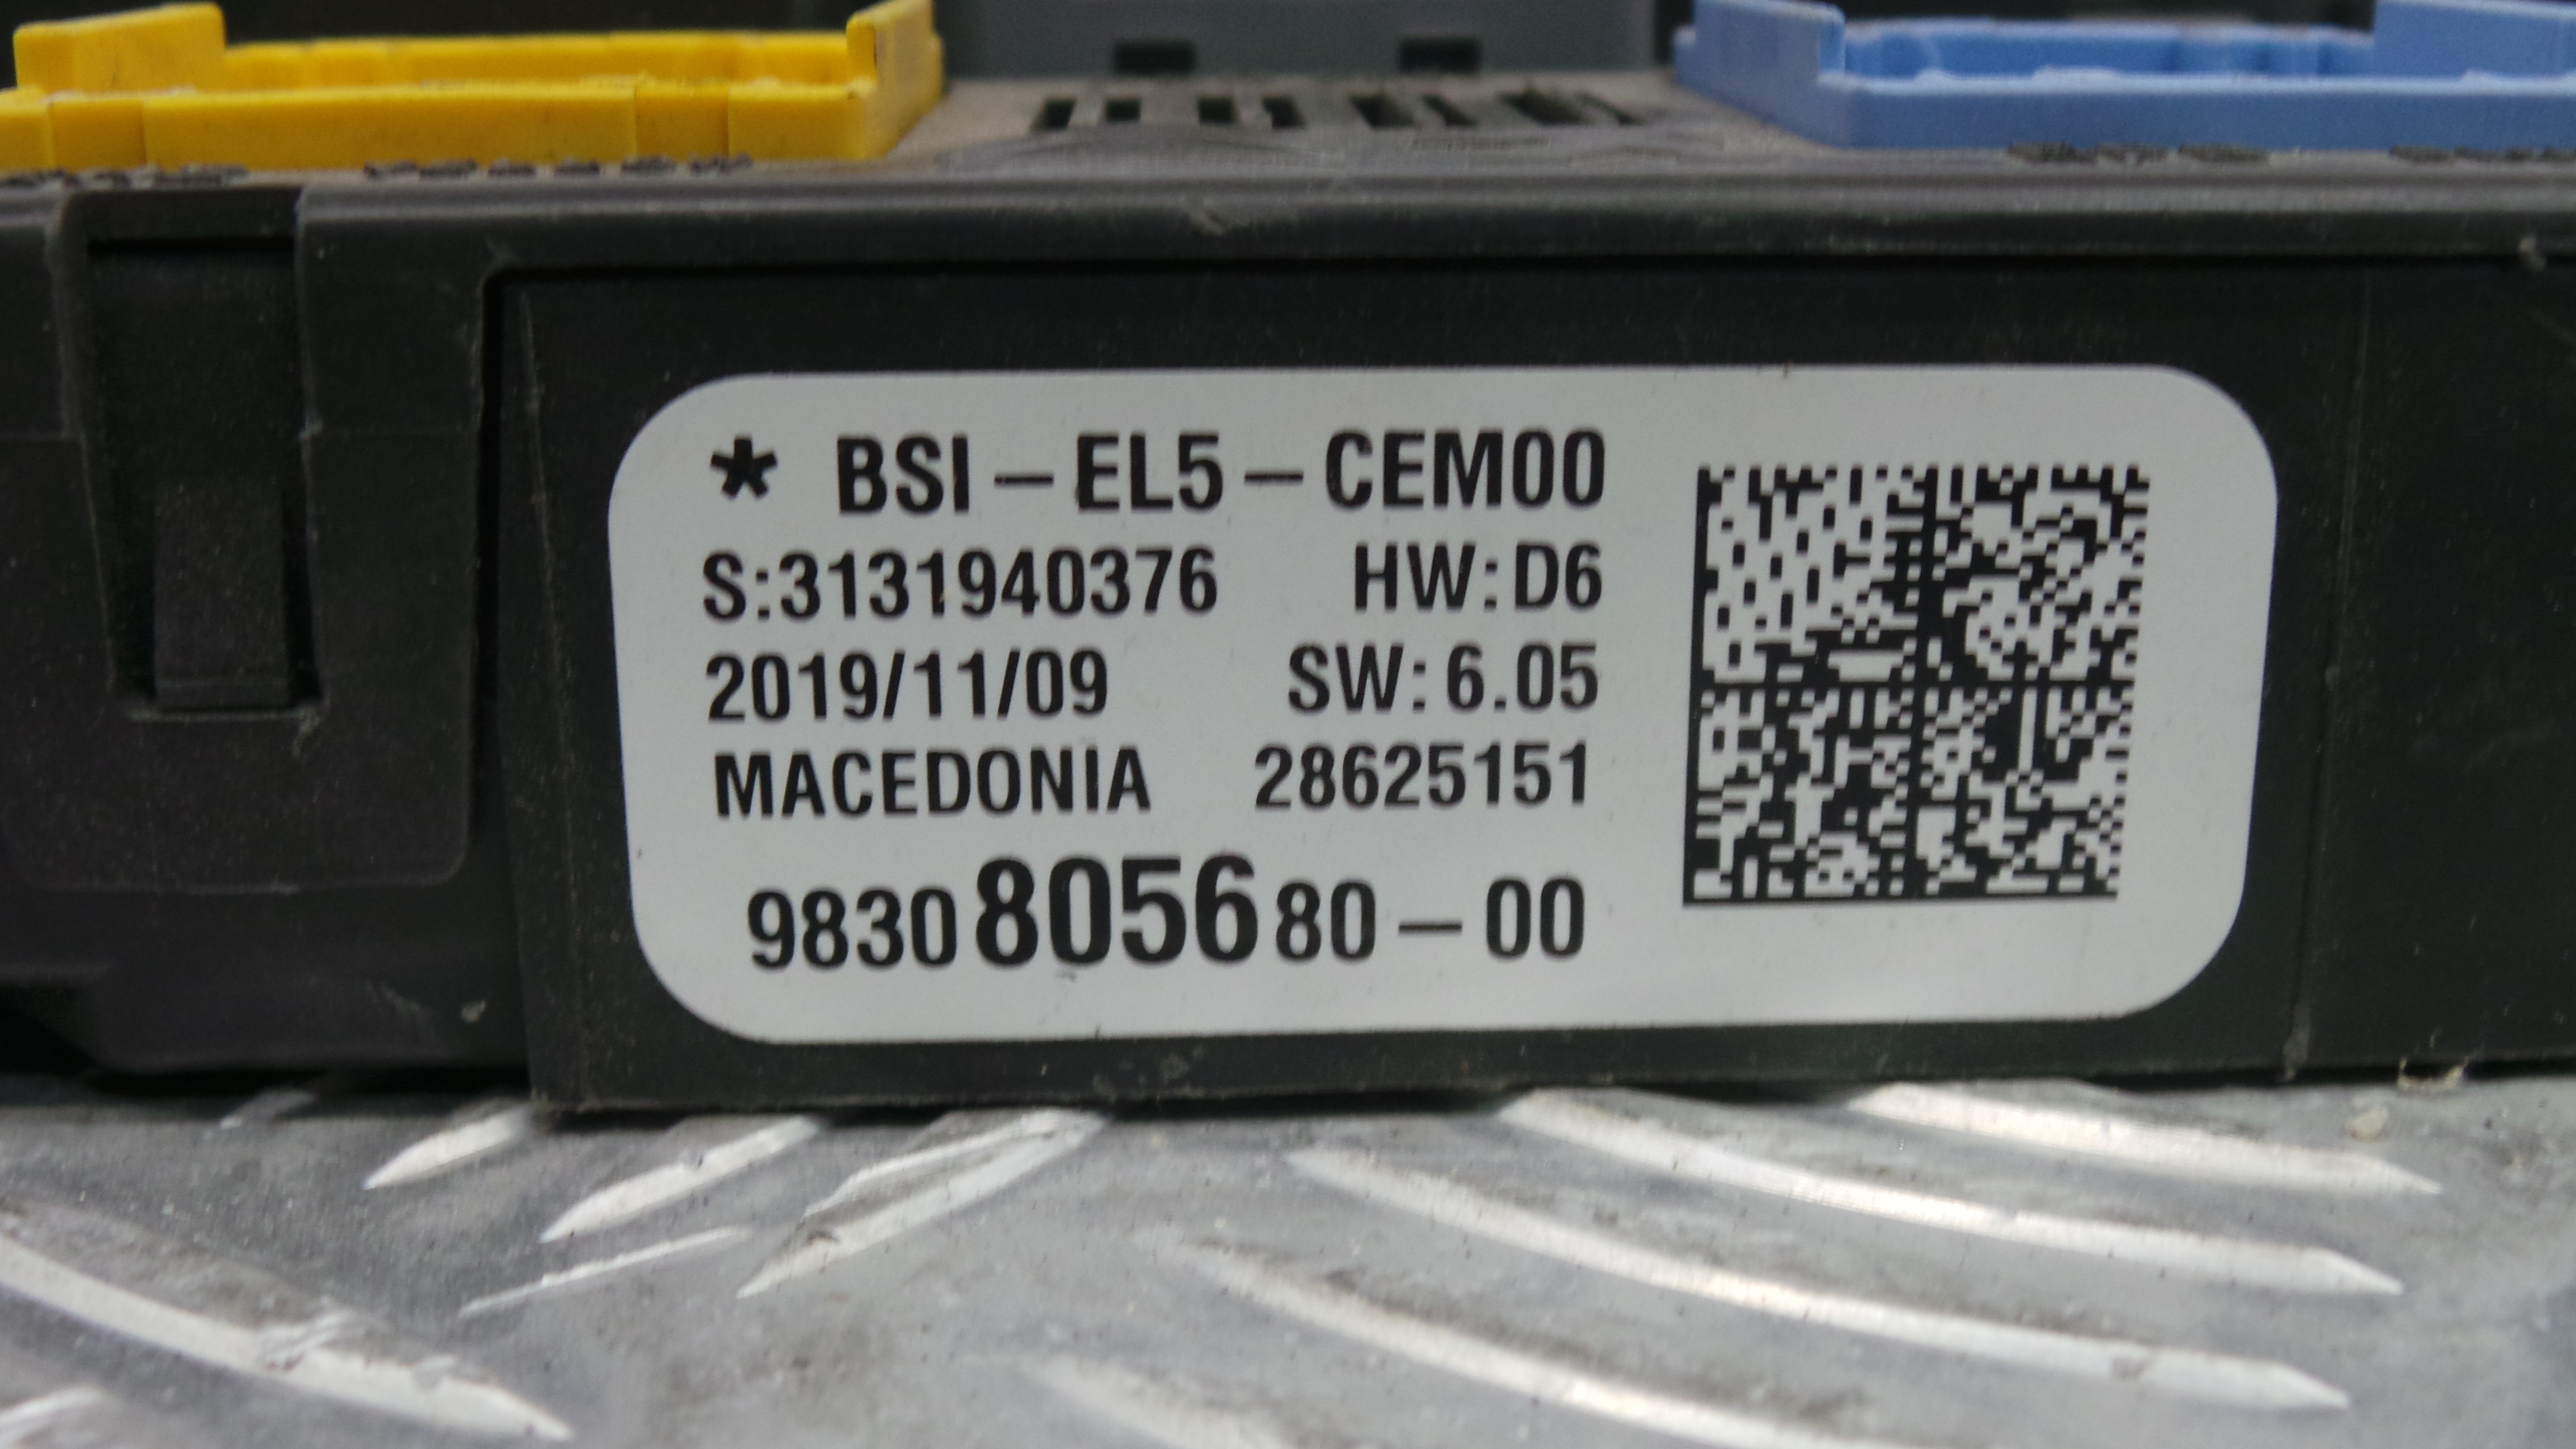 * BSI – EL5 – CEM00
S:3131940376 HW:D6
2019/11/09 SW:6.05
MACEDONIA 28625151
9830805680–00